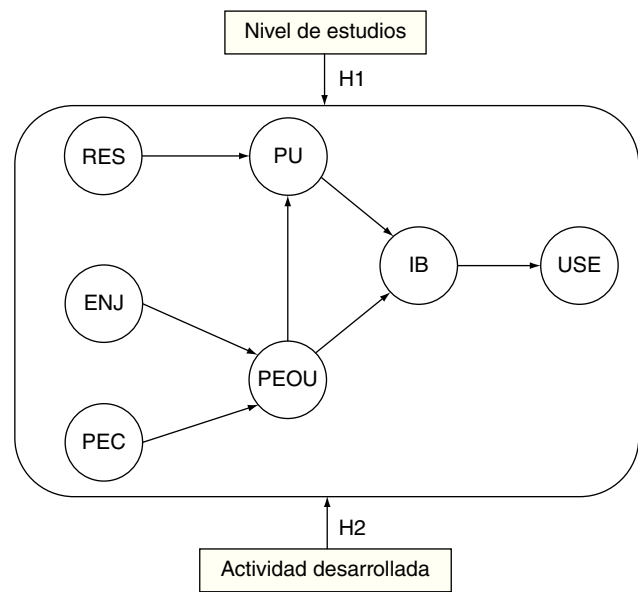 Nivel de estudios
H1
RES
PU
IB
USE
ENJ
PEOU
PEC
H2
Actividad desarrollada